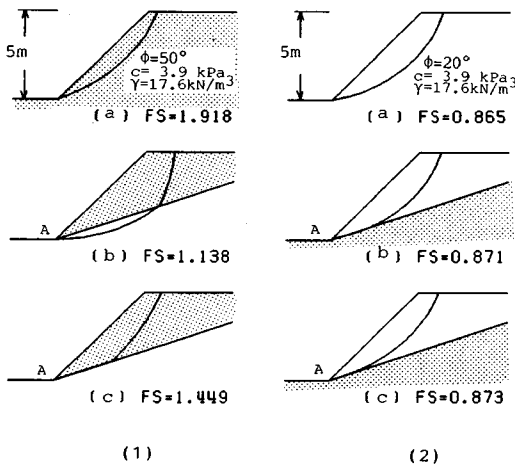 5m
ϕ=50°
c= 3.9 kPa
γ=17.6kN/m3
(a) FS=1.918
A
(b) FS=1.138
A
(c) FS=1.449
(1)
5m
ϕ=20°
c= 3.9 kPa
γ=17.6kN/m3
(a) FS=0.865
A
(b) FS=0.871
A
(c) FS=0.873
(2)